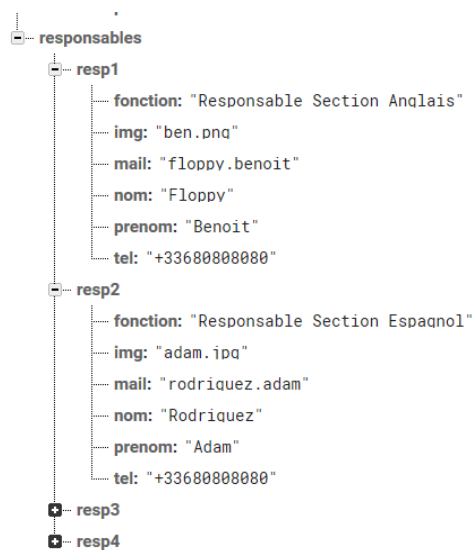 responsables
resp1
fonction: "Responsable Section Anglais"
img: "ben.png"
mail: "floppy.benoit"
nom: "Floppy"
prenom: "Benoit"
tel: "+33680808080"
resp2
fonction: "Responsable Section Espagnol"
img: "adam.jpg"
mail: "rodriguez.adam"
nom: "Rodriguez"
prenom: "Adam"
tel: "+33680808080"
resp3
resp4